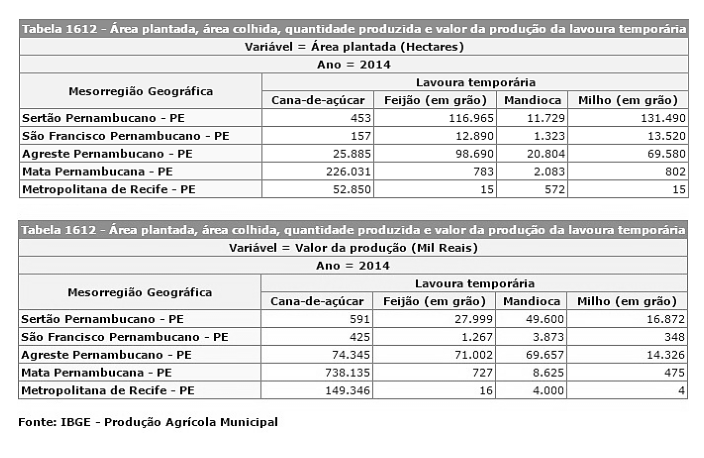 Tabela 1612 - Área plantada, área colhida, quantidade produzida e valor da produção da lavoura temporária
Variável = Área plantada (Hectares)
Ano = 2014
Mesorregião Geográfica
Lavoura temporária
Cana-de-açúcar Feijão (em grão) Mandioca Milho (em grão)
Sertão Pernambucano - PE 453 116.965 11.729 131.490
São Francisco Pernambucano - PE 157 12.890 1.323 13.520
Agreste Pernambucano - PE 25.885 98.690 20.804 69.580
Mata Pernambucana - PE 226.031 783 2.083 802
Metropolitana de Recife - PE 52.850 15 572 15
Tabela 1612 - Área plantada, área colhida, quantidade produzida e valor da produção da lavoura temporária
Variável = Valor da produção (Mil Reais)
Ano = 2014
Mesorregião Geográfica
Lavoura temporária
Cana-de-açúcar Feijão (em grão) Mandioca Milho (em grão)
Sertão Pernambucano - PE 591 27.999 49.600 16.872
São Francisco Pernambucano - PE 425 1.267 3.873 348
Agreste Pernambucano - PE 74.345 71.002 69.657 14.326
Mata Pernambucana - PE 738.135 727 8.625 475
Metropolitana de Recife - PE 149.346 16 4.000 4
Fonte: IBGE - Produção Agrícola Municipal